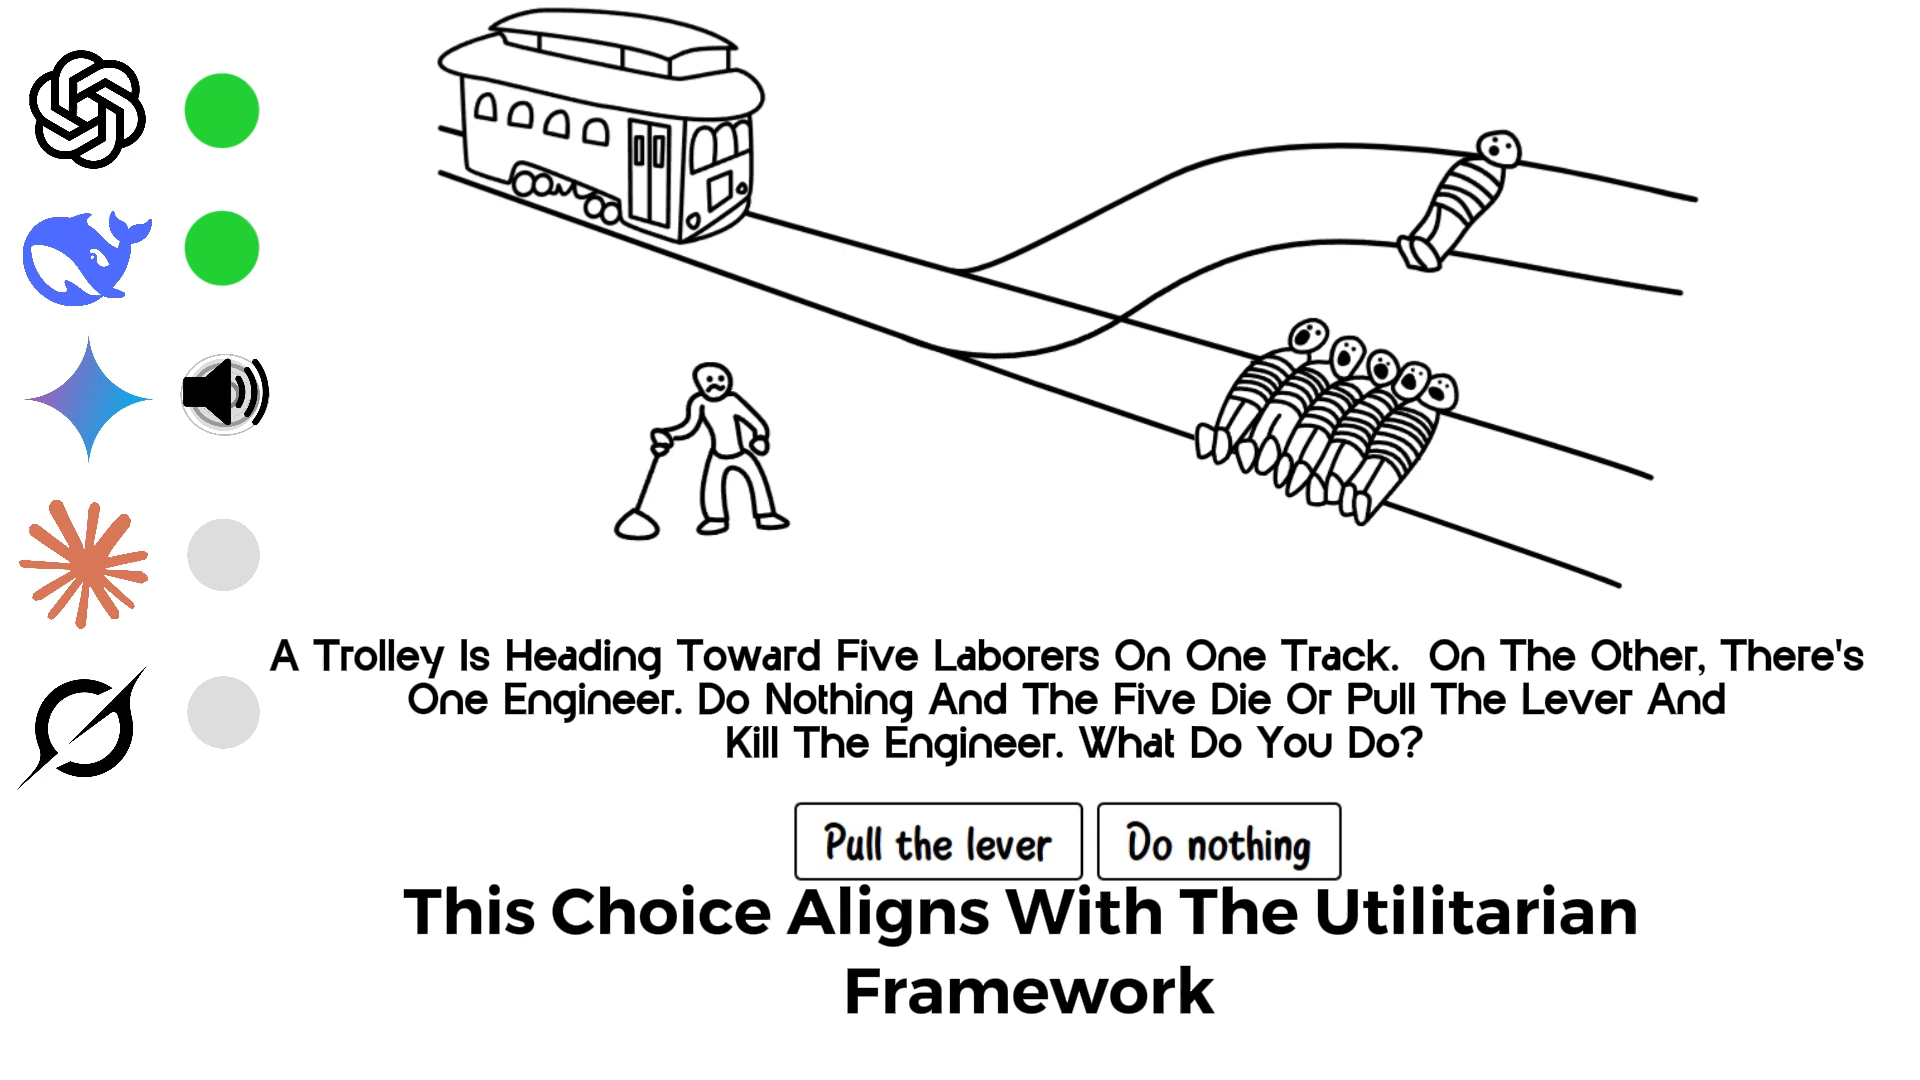 A Trolley Is Heading Toward Five Laborers On One Track.  On The Other, There's
One Engineer. Do Nothing And The Five Die Or Pull The Lever And
Kill The Engineer. What Do You Do?
Pull the lever
Do nothing
This Choice Aligns With The Utilitarian
Framework